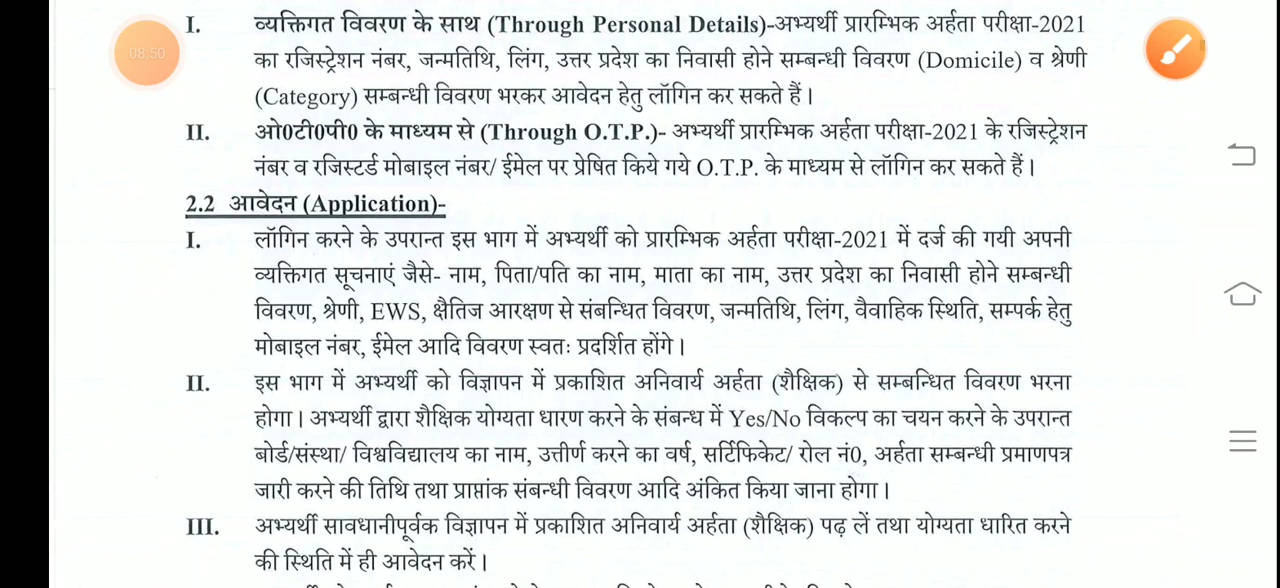 I. व्यक्तिगत विवरण के साथ (Through Personal Details)-अभ्यर्थी प्रारम्भिक अर्हता परीक्षा-2021
08.50
का रजिस्ट्रेशन नंबर, जन्मतिथि, लिंग, उत्तर प्रदेश का निवासी होने सम्बन्धी विवरण (Domicile) व श्रेणी
(Category) सम्बन्धी विवरण भरकर आवेदन हेतु लॉगिन कर सकते हैं।
II. ओ0टी0पी0 के माध्यम से (Through O.T.P.)- अभ्यर्थी प्रारम्भिक अर्हता परीक्षा-2021 के रजिस्ट्रेशन
नंबर व रजिस्टर्ड मोबाइल नंबर/ ईमेल पर प्रेषित किये गये O.T.P. के माध्यम से लॉगिन कर सकते हैं।
2.2 आवेदन (Application)-
I. लॉगिन करने के उपरान्त इस भाग में अभ्यर्थी को प्रारम्भिक अर्हता परीक्षा-2021 में दर्ज की गयी अपनी
व्यक्तिगत सूचनाएं जैसे- नाम, पिता/पति का नाम, माता का नाम, उत्तर प्रदेश का निवासी होने सम्बन्धी
विवरण, श्रेणी, EWS, क्षैतिज आरक्षण से संबन्धित विवरण, जन्मतिथि, लिंग, वैवाहिक स्थिति, सम्पर्क हेतु
मोबाइल नंबर, ईमेल आदि विवरण स्वतः प्रदर्शित होंगे।
II. इस भाग में अभ्यर्थी को विज्ञापन में प्रकाशित अनिवार्य अर्हता (शैक्षिक) से सम्बन्धित विवरण भरना
होगा। अभ्यर्थी द्वारा शैक्षिक योग्यता धारण करने के संबन्ध में Yes/No विकल्प का चयन करने के उपरान्त
बोर्ड/संस्था/ विश्वविद्यालय का नाम, उत्तीर्ण करने का वर्ष, सर्टिफिकेट/ रोल नं0, अर्हता सम्बन्धी प्रमाणपत्र
जारी करने की तिथि तथा प्राप्तांक संबन्धी विवरण आदि अंकित किया जाना होगा।
III. अभ्यर्थी सावधानीपूर्वक विज्ञापन में प्रकाशित अनिवार्य अर्हता (शैक्षिक) पढ़ लें तथा योग्यता धारित करने
की स्थिति में ही आवेदन करें।